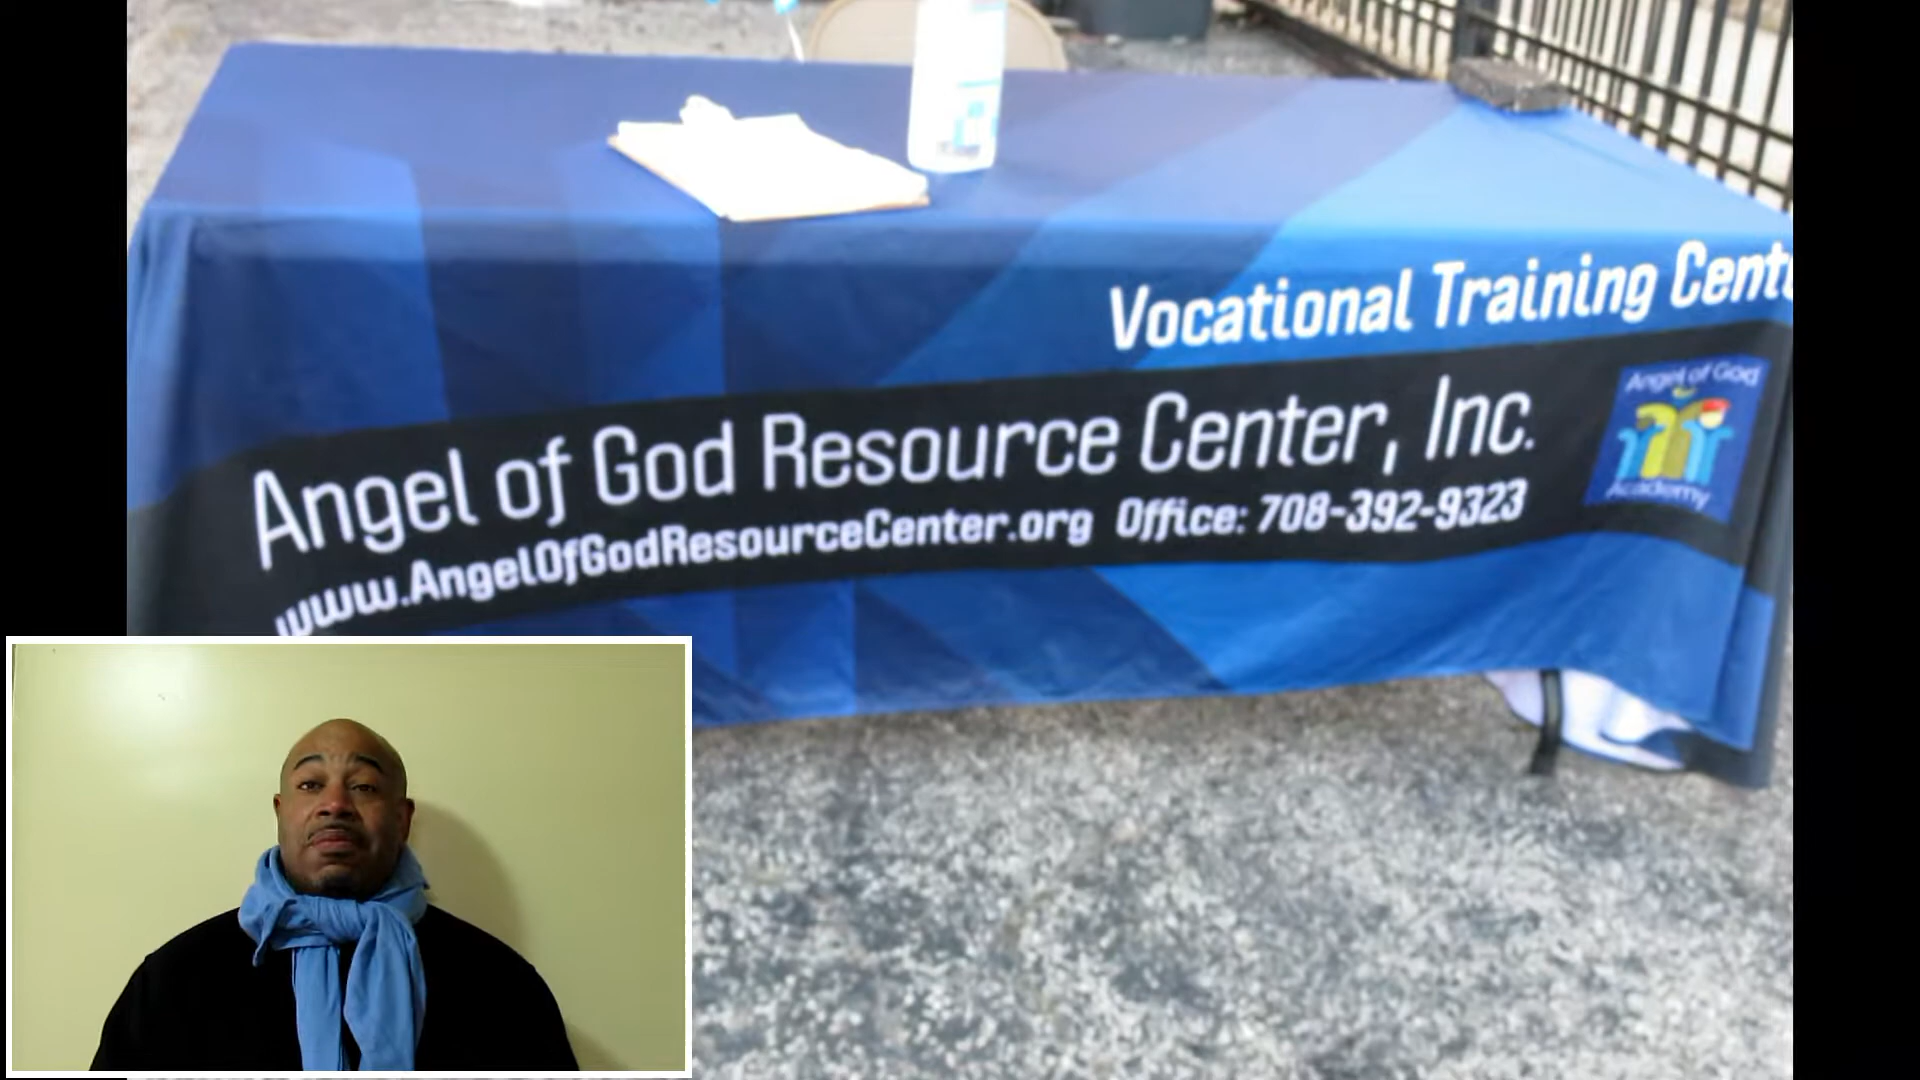 Vocational Training Cente
Angel of God Resource Center, Inc.
www.AngelOfGodResourceCenter.org Office: 708-392-9323
Angel of God
Academy